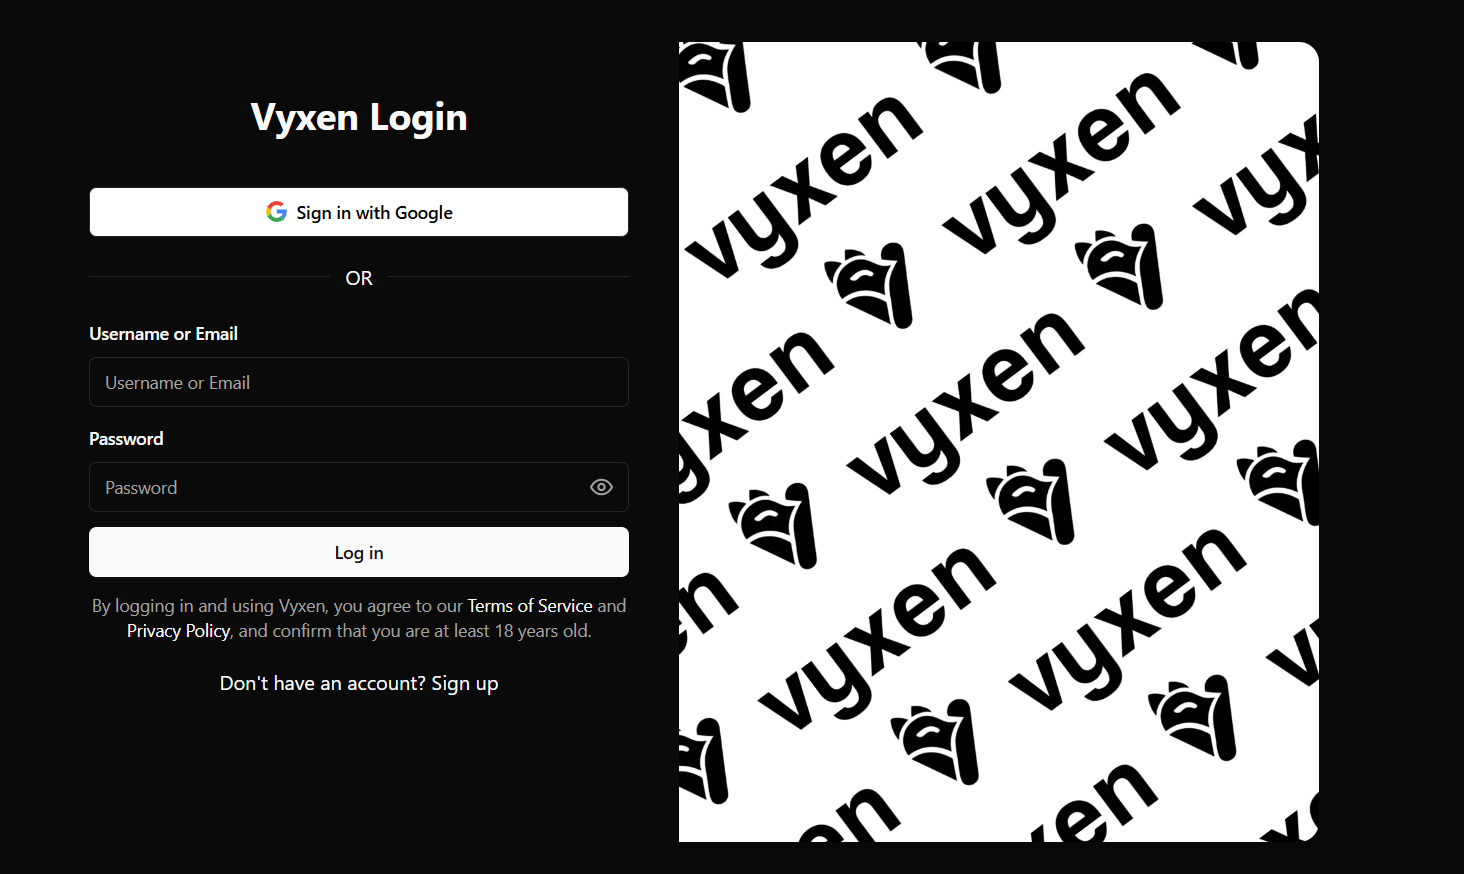 Vyxen Login
Sign in with Google
OR
Username or Email
Username or Email
Password
Password
Log in
By logging in and using Vyxen, you agree to our Terms of Service and
Privacy Policy, and confirm that you are at least 18 years old.
Don't have an account? Sign up
vyxen
vyxen
vyx
yxen
vyxen
vyxen
en
vyxen
vyxen
vy
en
xen
vyx